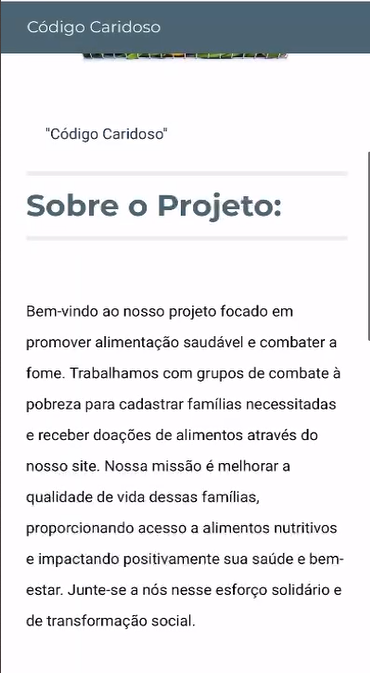 Código Caridoso
"Código Caridoso"
Sobre o Projeto:
Bem-vindo ao nosso projeto focado em
promover alimentação saudável e combater a
fome. Trabalhamos com grupos de combate à
pobreza para cadastrar famílias necessitadas
e receber doações de alimentos através do
nosso site. Nossa missão é melhorar a
qualidade de vida dessas famílias,
proporcionando acesso a alimentos nutritivos
e impactando positivamente sua saúde e bem-
estar. Junte-se a nós nesse esforço solidário e
de transformação social.